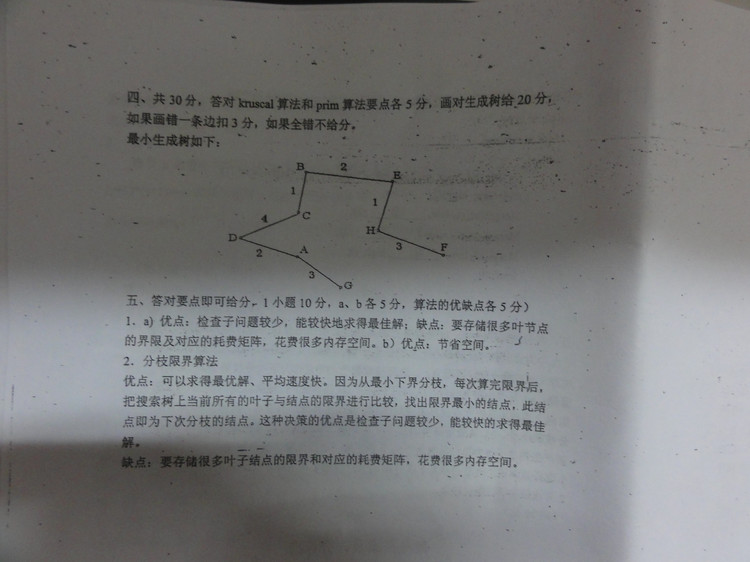 四、共30分，答对 kruscal 算法和 prim 算法要点各 5 分，画对生成树给 20 分，
如果画错一条边扣 3 分，如果全错不给分。
最小生成树如下：
B 2 E
1 1
C
4 H
D 3 F
2 A
3
G
五、答对要点即可给分，1 小题 10 分，a、b 各 5 分，算法的优缺点各 5 分）
1．a）优点：检查子问题较少，能较快地求得最佳解；缺点：要存储很多叶节点
的界限及对应的耗费矩阵，花费很多内存空间。b）优点：节省空间。
2．分枝限界算法
优点：可以求得最优解、平均速度快。因为从最小下界分枝，每次算完限界后，
把搜索树上当前所有的叶子与结点的限界进行比较，找出限界最小的结点，此结
点即为下次分枝的结点。这种决策的优点是检查子问题较少，能较快的求得最佳
解。
缺点：要存储很多叶子结点的限界和对应的耗费矩阵，花费很多内存空间。